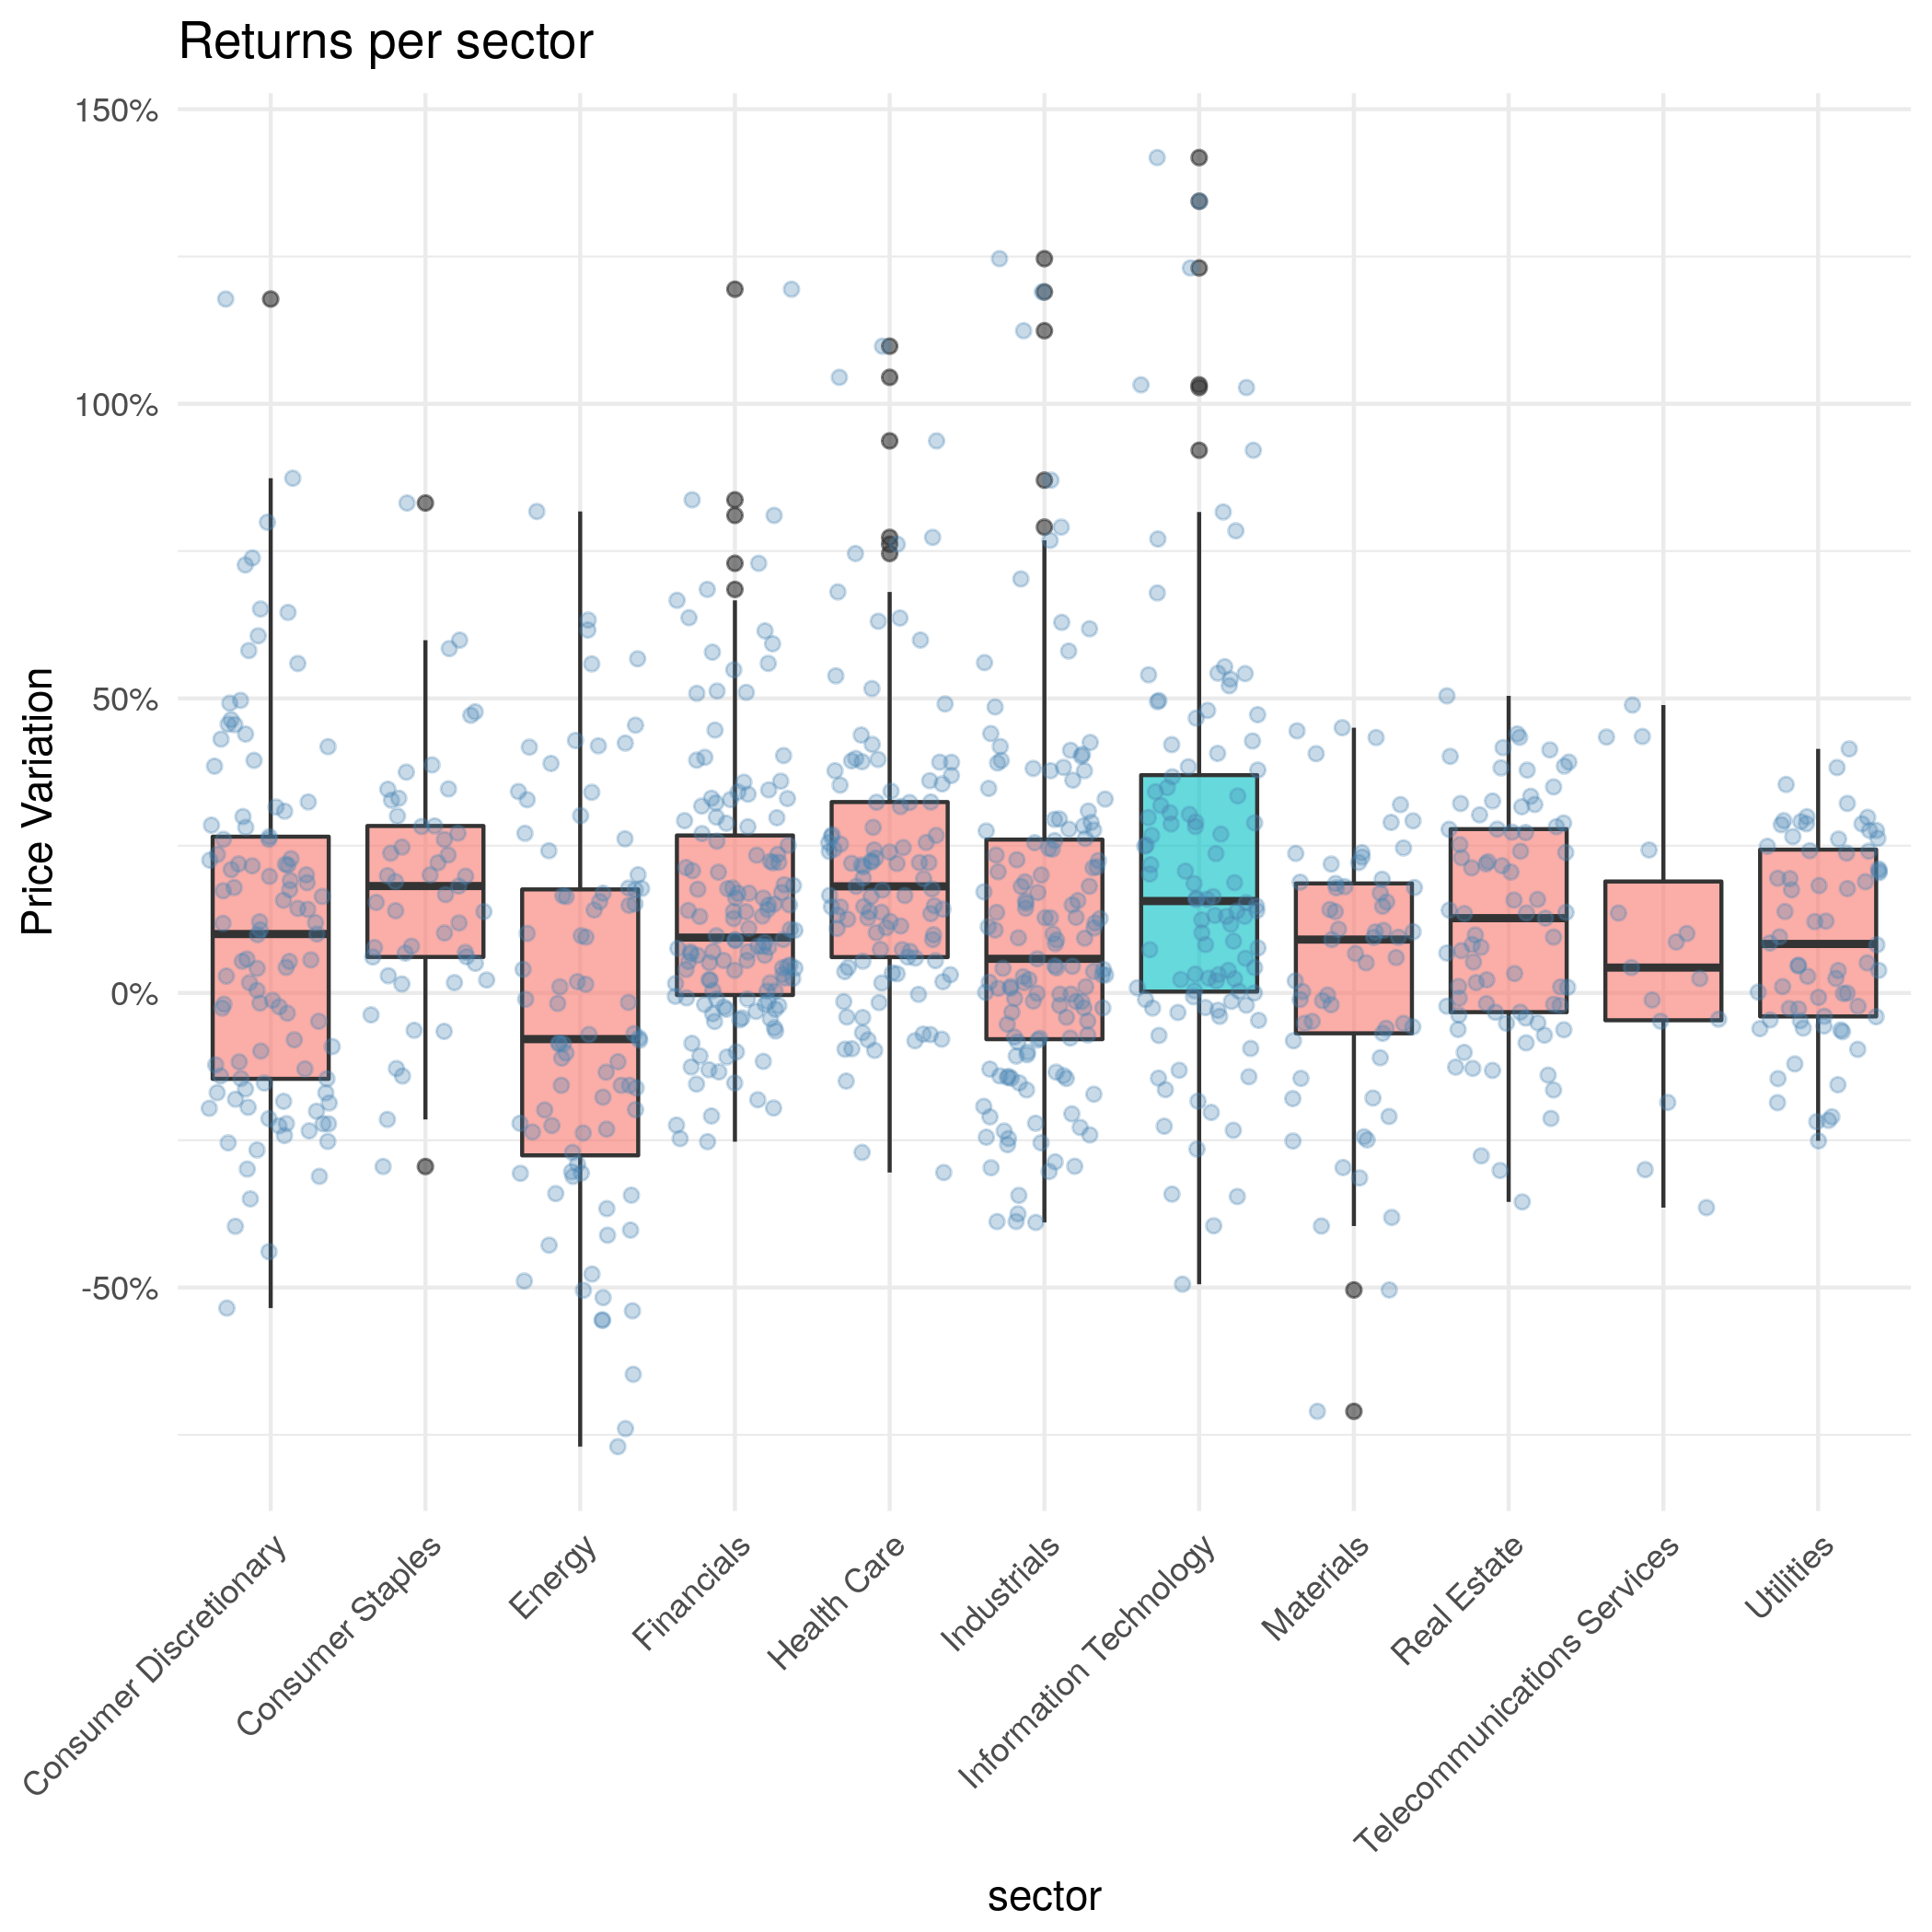 Returns per sector
150%
100%
50%
0%
-50%
Price Variation
Consumer Discretionary
Consumer Staples
Energy
Financials
Health Care
Industrials
Information Technology
Materials
Real Estate
Telecommunications Services
Utilities
sector